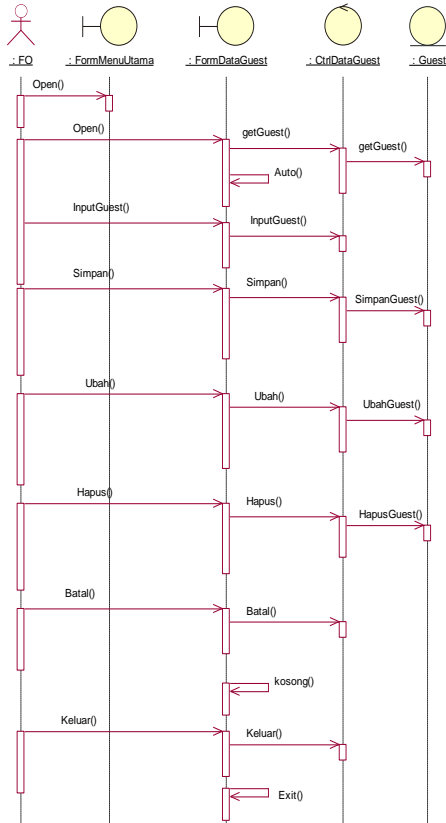 : FO
: FormMenuUtama
: FormDataGuest
: CtrlDataGuest
: Guest
Open()
Open()
getGuest()
getGuest()
Auto()
InputGuest()
InputGuest()
Simpan()
Simpan()
SimpanGuest()
Ubah()
Ubah()
UbahGuest()
Hapus()
Hapus()
HapusGuest()
Batal()
Batal()
kosong()
Keluar()
Keluar()
Exit()